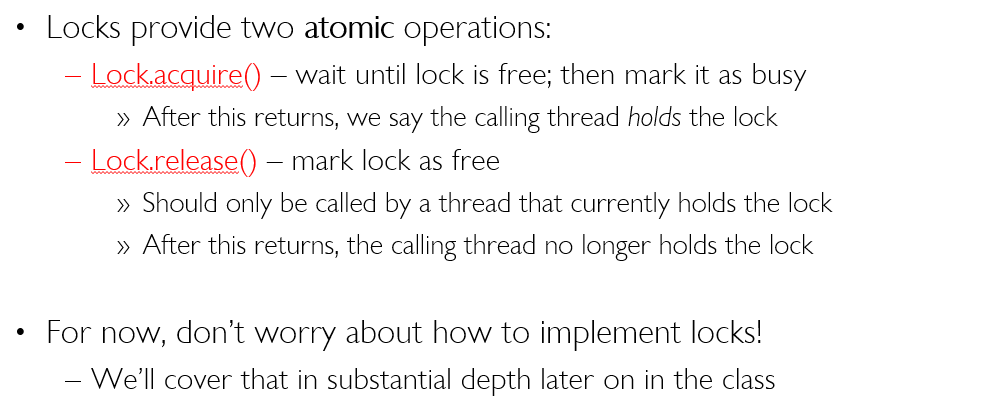 • Locks provide two atomic operations:
– Lock.acquire() – wait until lock is free; then mark it as busy
» After this returns, we say the calling thread holds the lock
– Lock.release() – mark lock as free
» Should only be called by a thread that currently holds the lock
» After this returns, the calling thread no longer holds the lock
• For now, don’t worry about how to implement locks!
– We’ll cover that in substantial depth later on in the class